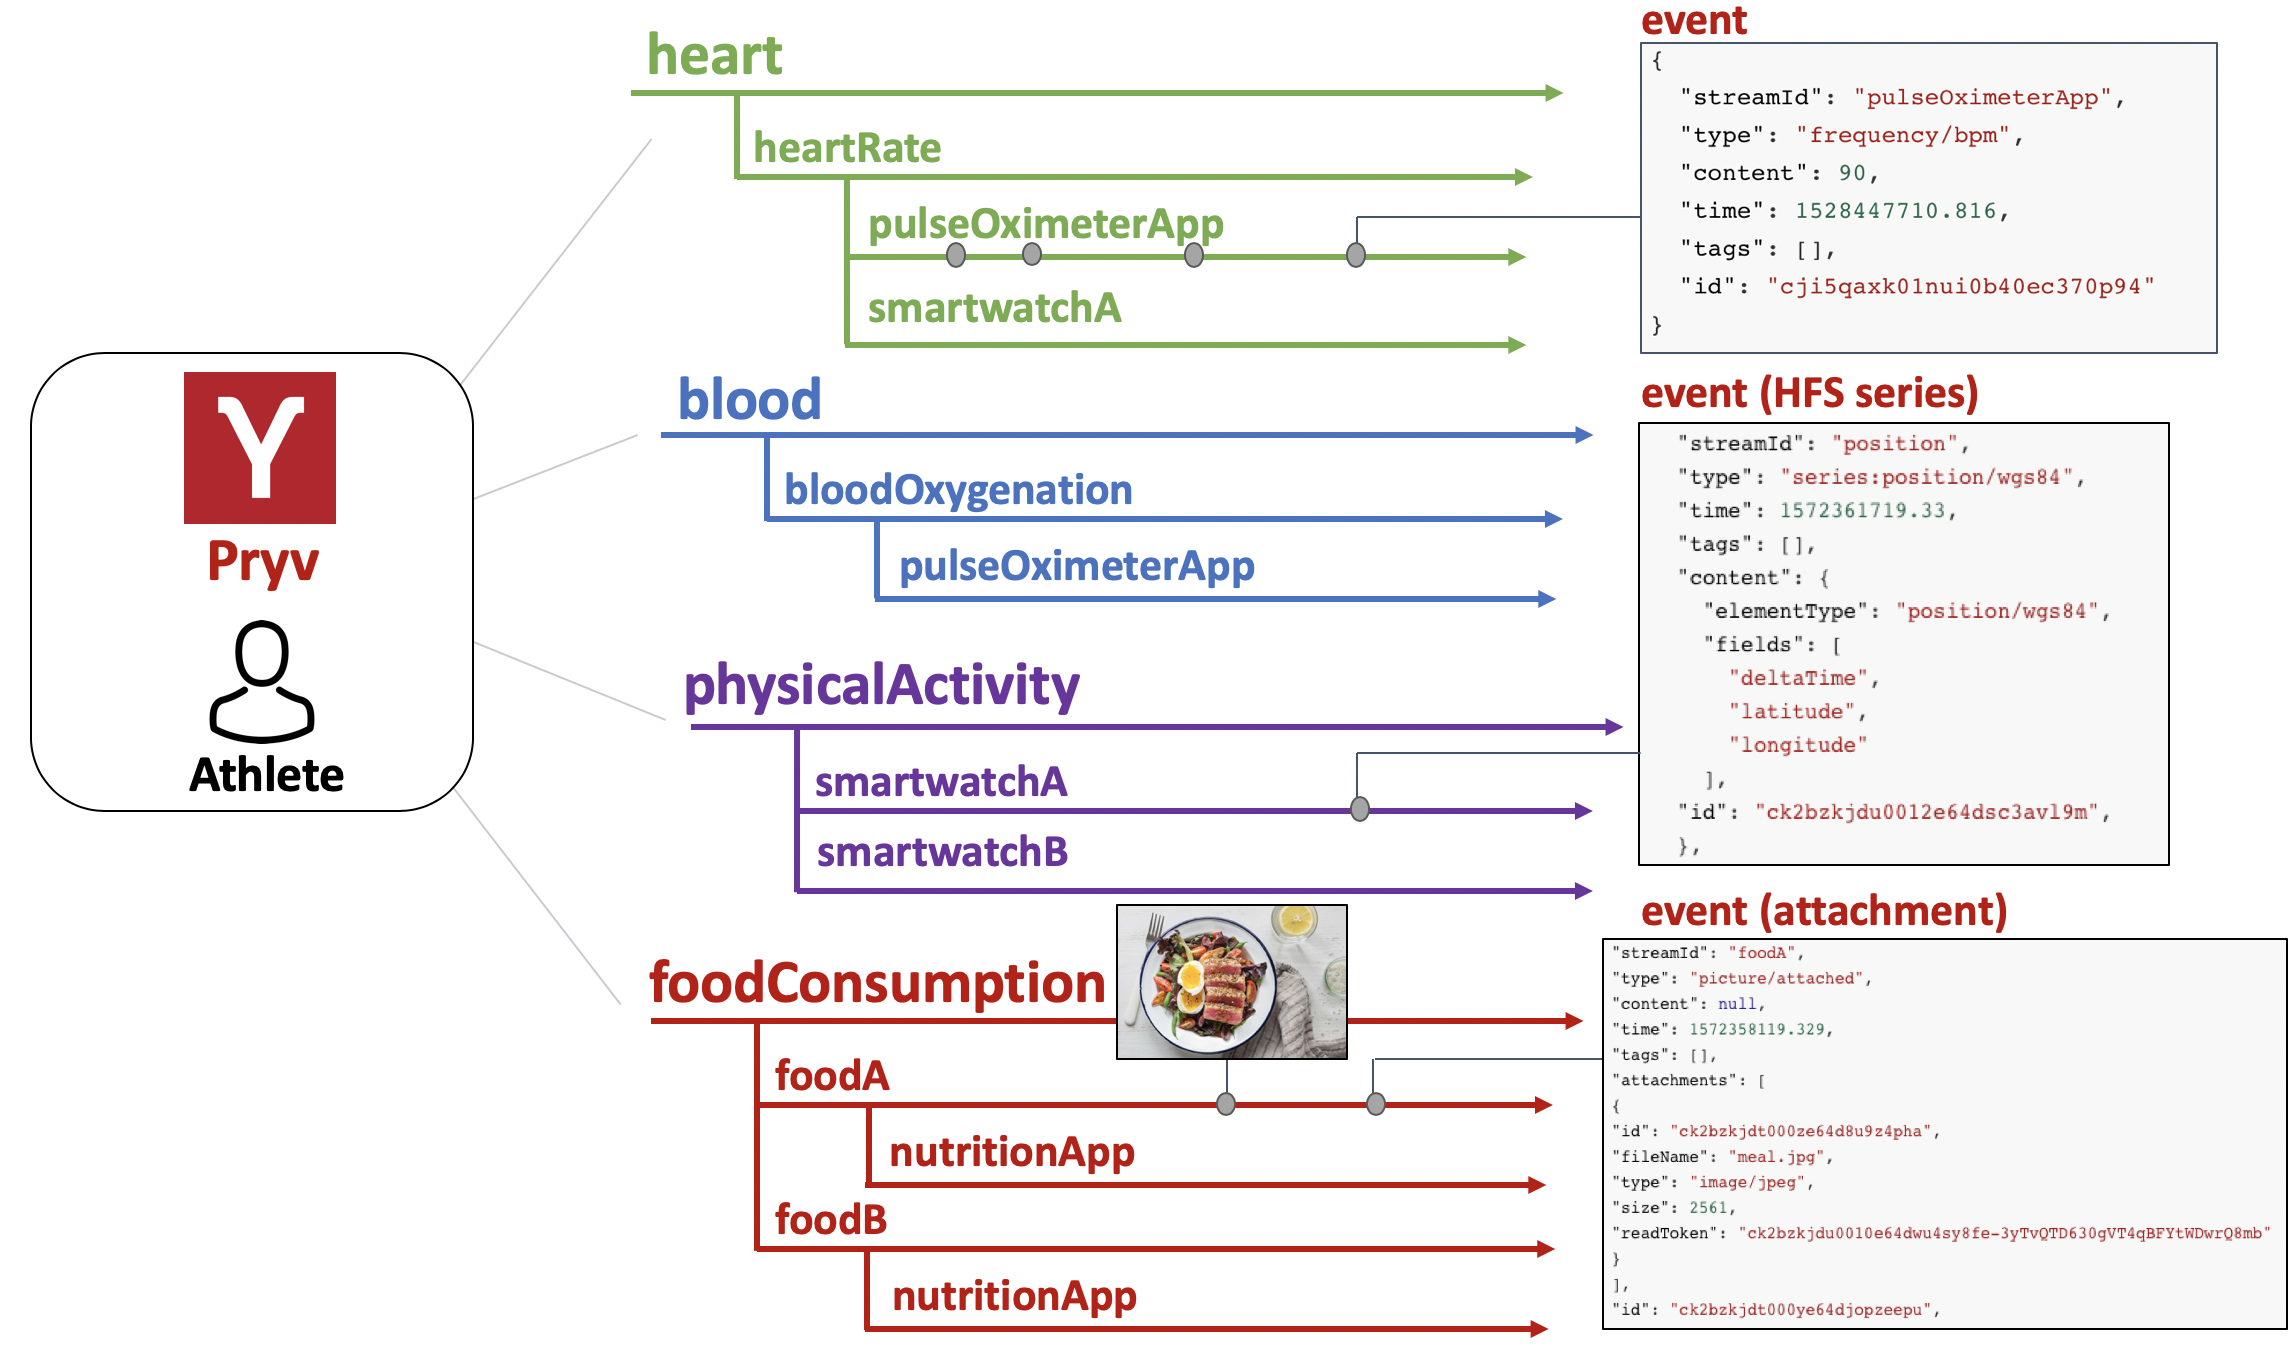 Pryv
Athlete
heart
heartRate
pulseOximeterApp
smartwatchA
blood
bloodOxygenation
pulseOximeterApp
physicalActivity
smartwatchA
smartwatchB
foodConsumption
foodA
nutritionApp
foodB
nutritionApp
event
{
"streamId": "pulseOximeterApp",
"type": "frequency/bpm",
"content": 90,
"time": 1528447710.816,
"tags": [],
"id": "cji5qaxk01nui0b40ec370p94"
}
event (HFS series)
"streamId": "position",
"type": "series:position/wgs84",
"time": 1572361719.33,
"tags": [],
"content": {
"elementType": "position/wgs84",
"fields": [
"deltaTime",
"latitude",
"longitude"
],
"id": "ck2bzkjdu0012e64dsc3avl9m",
},
event (attachment)
"streamId": "foodA",
"type": "picture/attached",
"content": null,
"time": 1572358119.329,
"tags": [],
"attachments": [
{
"id": "ck2bzkjdt000ze64d8u9z4pha",
"fileName": "meal.jpg",
"type": "image/jpeg",
"size": 2561,
"readToken": "ck2bzkjdu0010e64dwu4sy8fe-3yTvQTD630gVT4qBFYtWDwrQ8mb"
}
],
"id": "ck2bzkjdt000ye64djopzeepu",